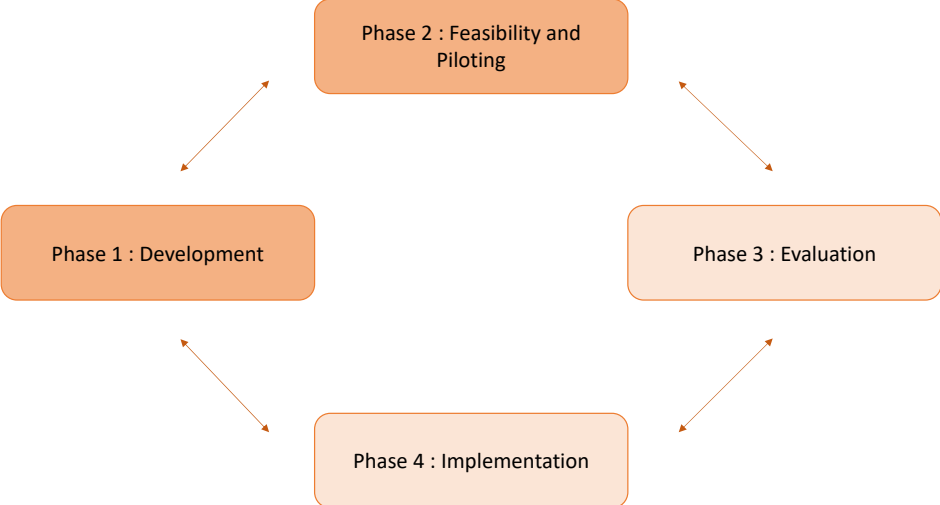 Phase 2 : Feasibility and
Piloting
Phase 1 : Development
Phase 3 : Evaluation
Phase 4 : Implementation